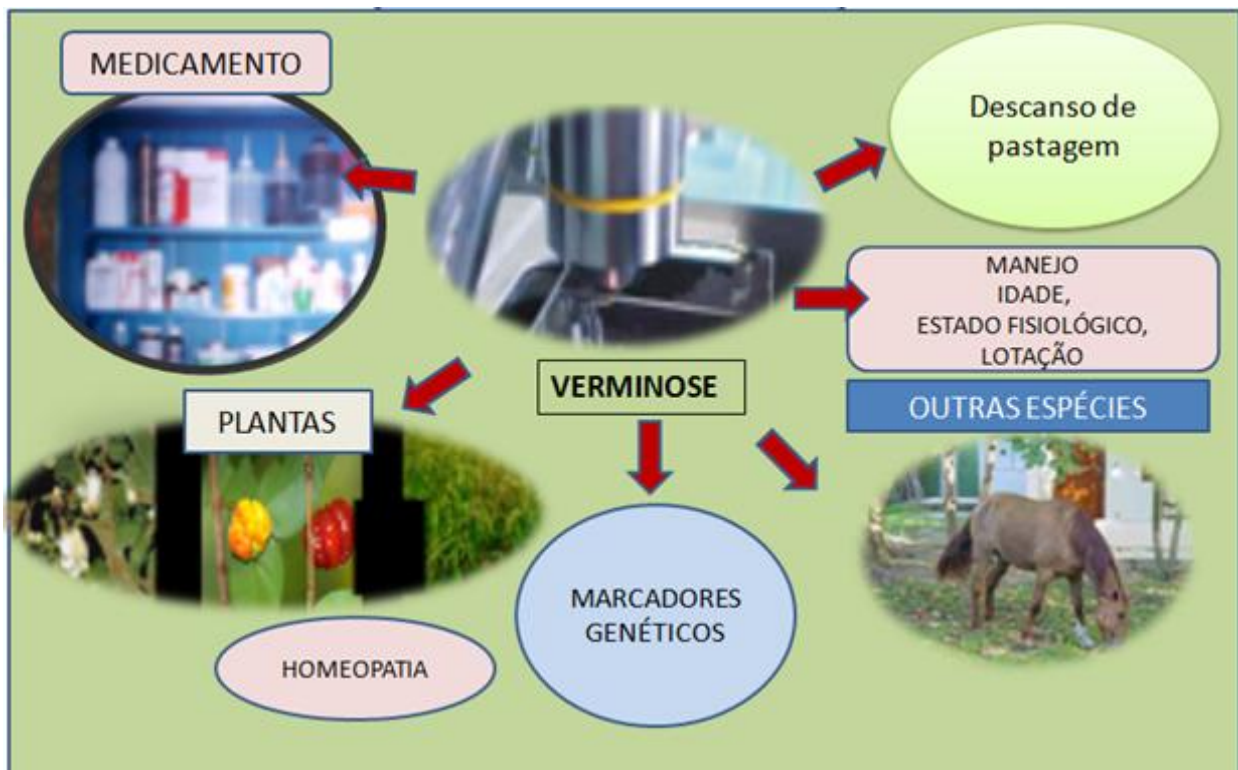 MEDICAMENTO
Descanso de
pastagem
MANEJO
IDADE,
ESTADO FISIOLÓGICO,
LOTAÇÃO
VERMINOSE
OUTRAS ESPÉCIES
PLANTAS
MARCADORES
GENÉTICOS
HOMEOPATIA